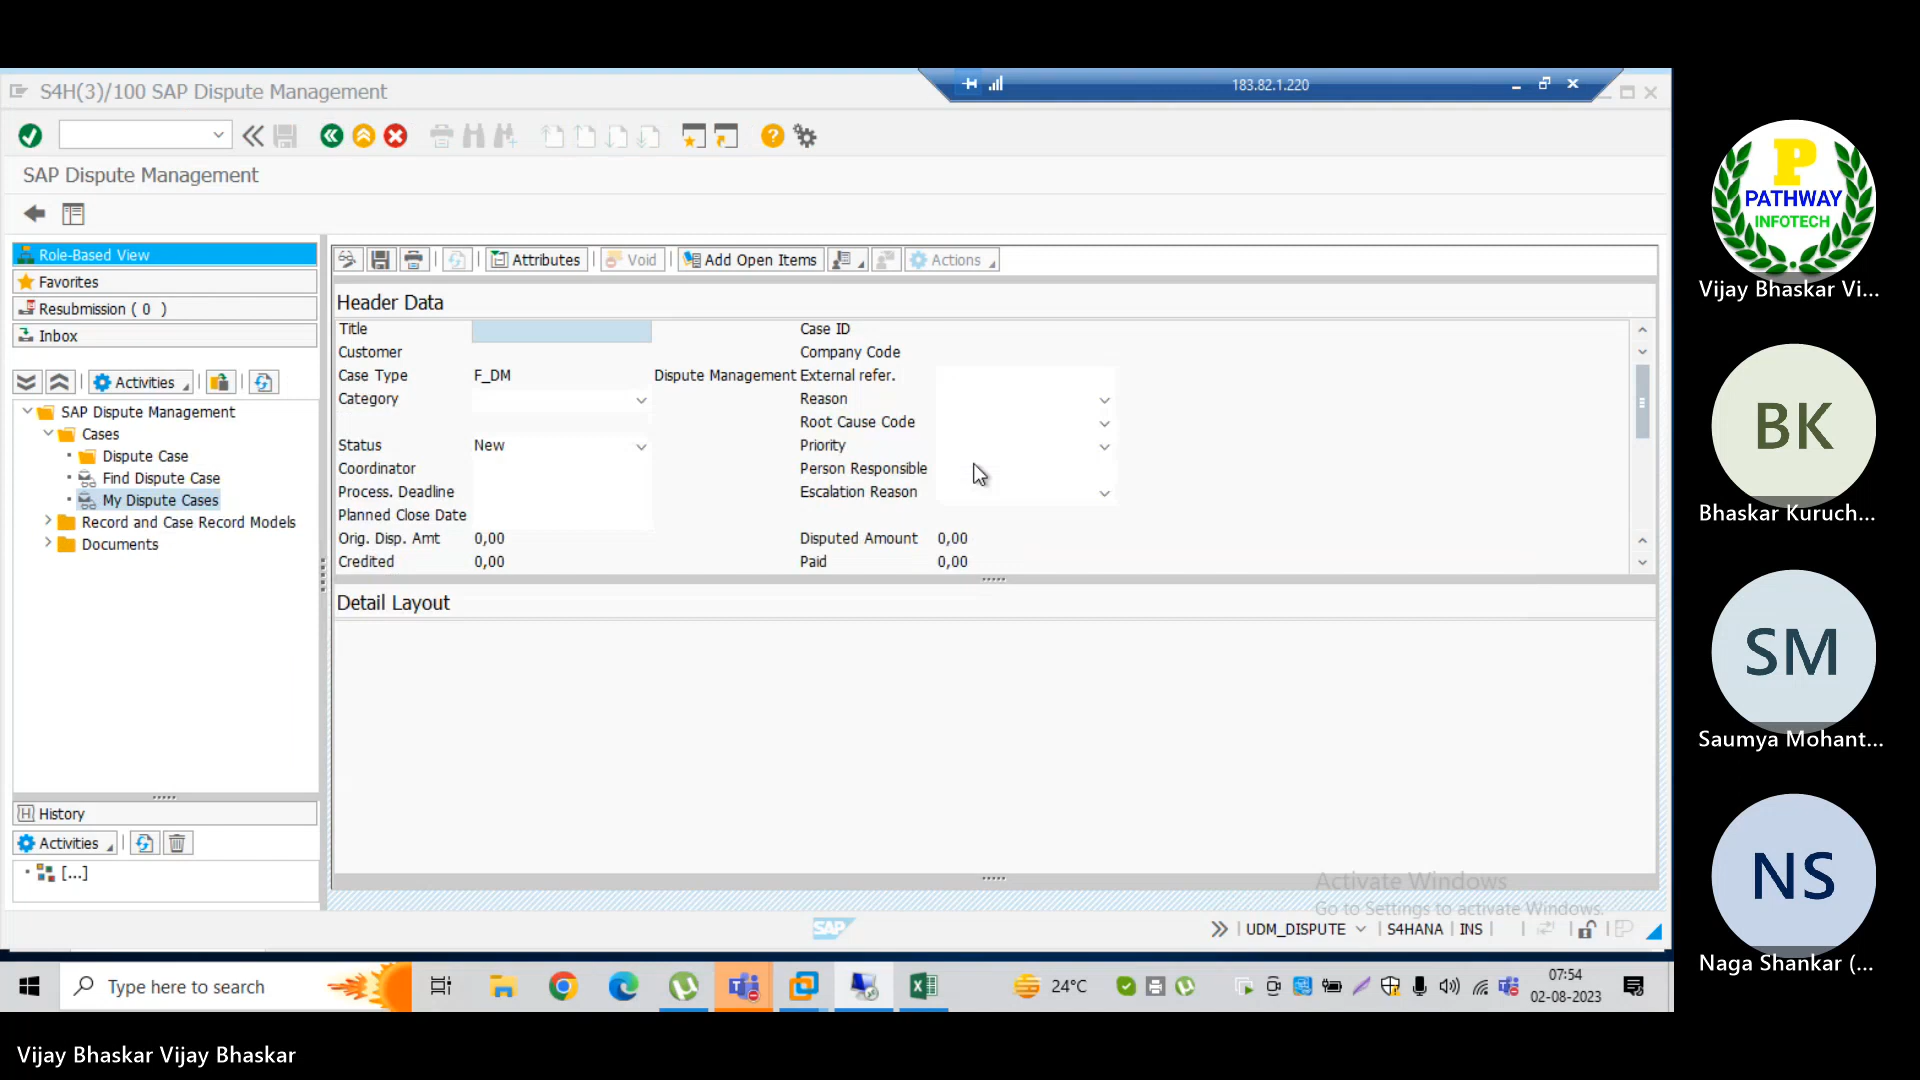 S4H(3)/100 SAP Dispute Management
183.82.1.220
SAP Dispute Management
Role-Based View
Favorites
Resubmission ( 0 )
Inbox
Activities
SAP Dispute Management
Cases
Dispute Case
Find Dispute Case
My Dispute Cases
Record and Case Record Models
Documents
History
Activities
[...]
Attributes
Void
Add Open Items
Actions
Header Data
Title
Case ID
Customer
Company Code
Case Type F_DM Dispute Management External refer.
Category
Reason
Root Cause Code
Status New
Priority
Coordinator
Person Responsible
Process. Deadline
Escalation Reason
Planned Close Date
Orig. Disp. Amt 0,00
Disputed Amount 0,00
Credited 0,00
Paid 0,00
Detail Layout
Activate Windows
Go to Settings to activate Windows.
SAP
UDM_DISPUTE
S4HANA
INS
Type here to search
24°C
07:54
02-08-2023
P
PATHWAY
INFOTECH
Vijay Bhaskar Vi...
BK
Bhaskar Kuruch...
SM
Saumya Mohant...
NS
Naga Shankar (...
Vijay Bhaskar Vijay Bhaskar